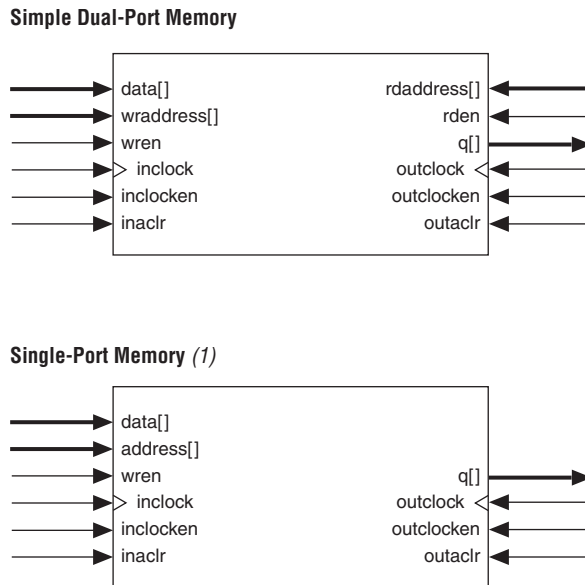 Simple Dual-Port Memory
data[] rdaddress[]
wraddress[] rden
wren q[]
inclock outclock
inclocken outclocken
inaclr outaclr
Single-Port Memory (1)
data[]
address[]
wren q[]
inclock outclock
inclocken outclocken
inaclr outaclr